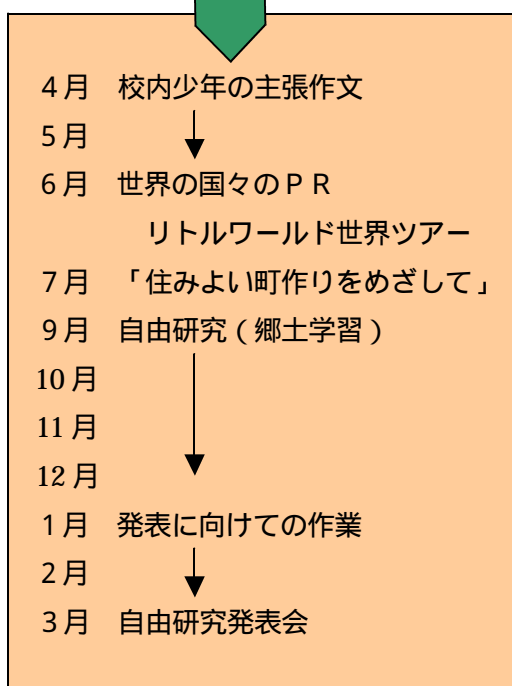 4月 校内少年の主張作文
5月
6月 世界の国々のPR
リトルワールド世界ツアー
7月 「住みよい町作りをめざして」
9月 自由研究(郷土学習)
10月
11月
12月
1月 発表に向けての作業
2月
3月 自由研究発表会